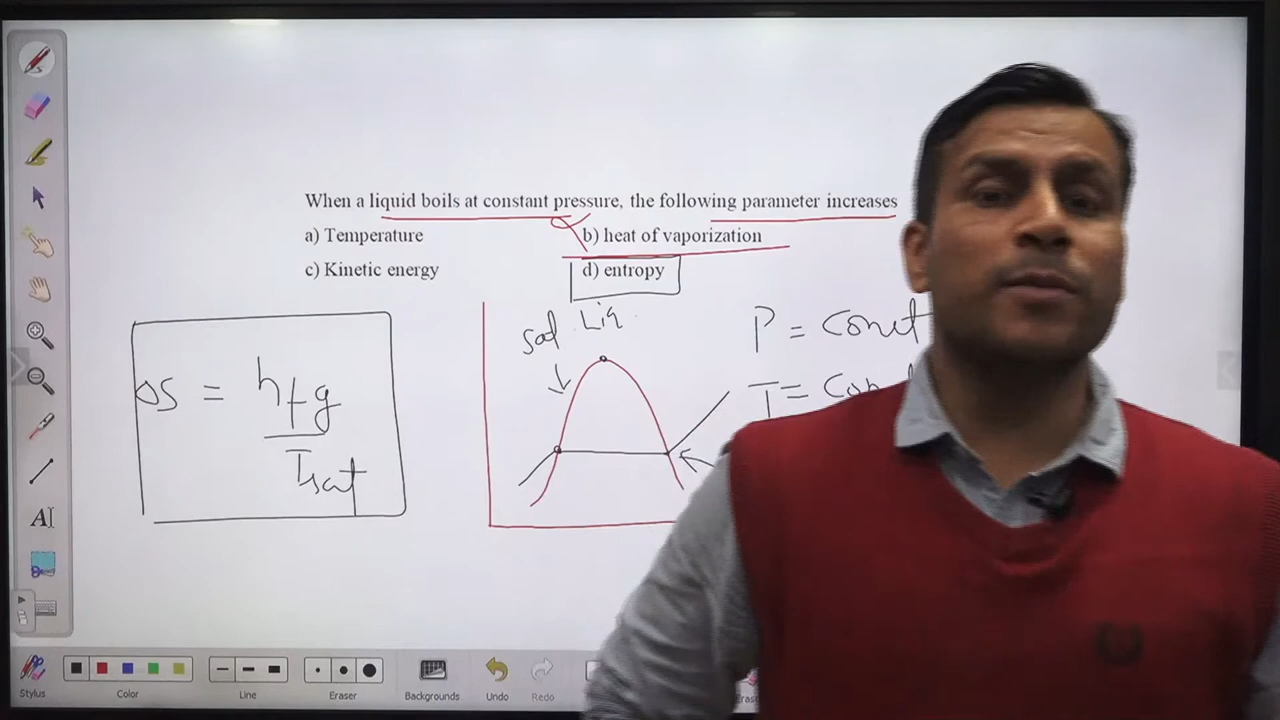 When a liquid boils at constant pressure, the following parameter increases
a) Temperature b) heat of vaporization
c) Kinetic energy d) entropy
sat Liq
P = Const
T = Con
Δs = hfg
Tsat
A
Stylus Color Line Eraser Backgrounds Undo Redo